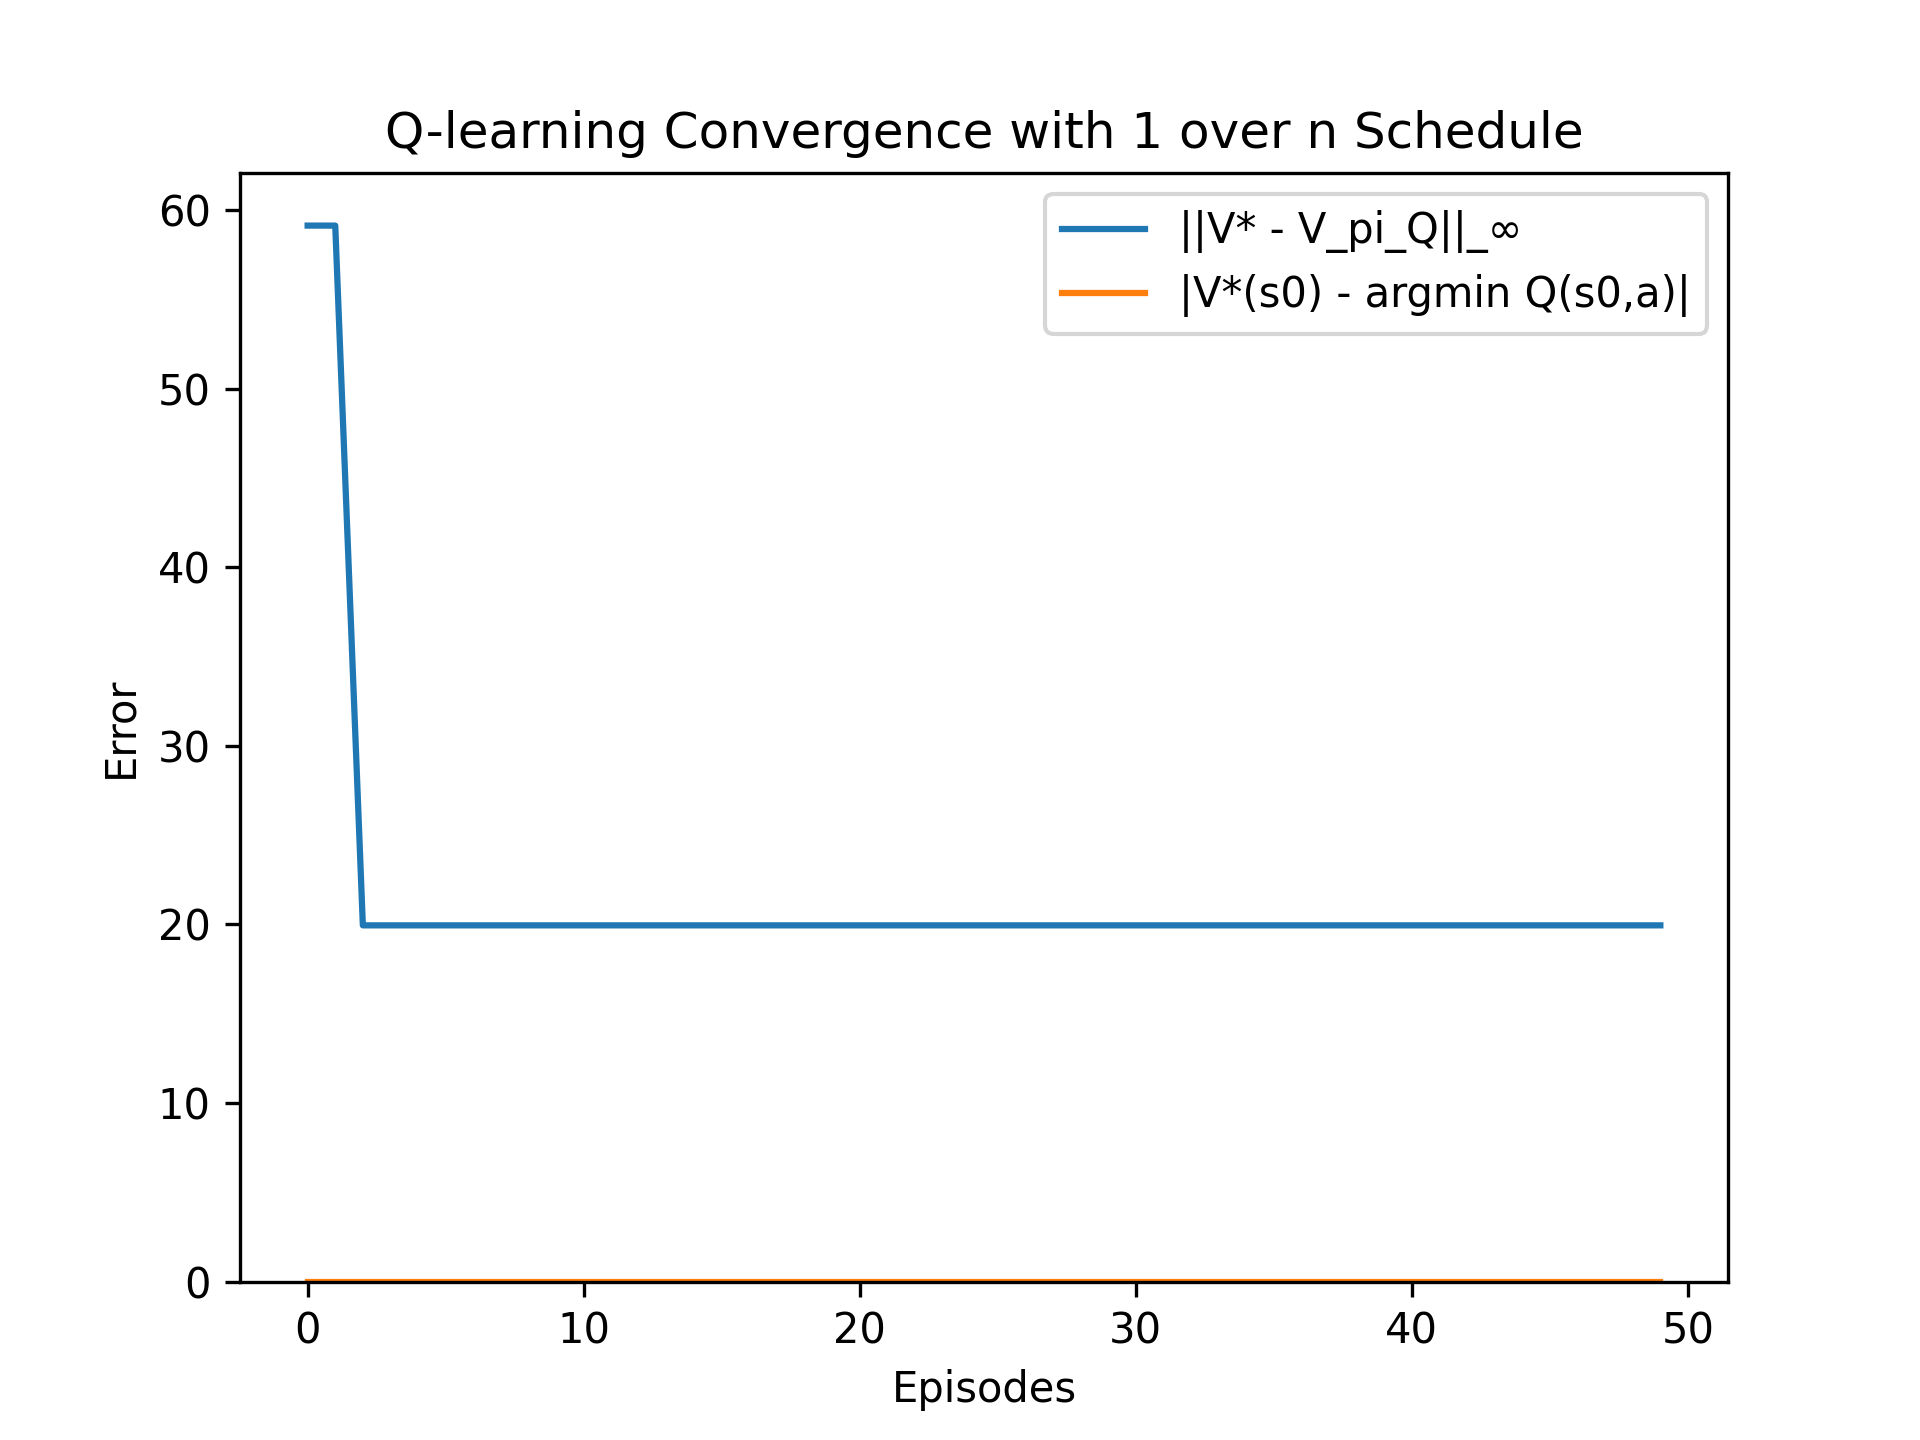 Q-learning Convergence with 1 over n Schedule
||V* - V_pi_Q||_∞
|V*(s0) - argmin Q(s0,a)|
60
50
40
30
20
10
0
Error
0 10 20 30 40 50
Episodes